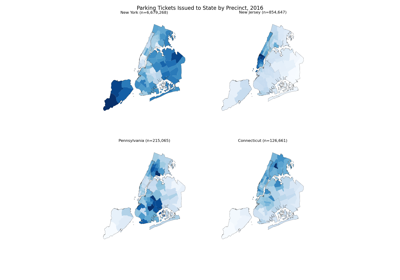 Parking Tickets Issued to State by Precinct, 2016
New York (n=6,679,268)
New Jersey (n=854,647)
Pennsylvania (n=215,065)
Connecticut (n=126,661)